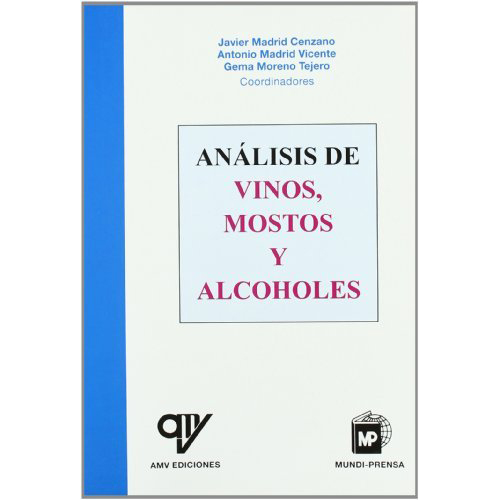 Javier Madrid Cenzano
Antonio Madrid Vicente
Gema Moreno Tejero
Coordinadores
ANÁLISIS DE
VINOS,
MOSTOS
Y
ALCOHOLES
amv
AMV EDICIONES
MP
MUNDI-PRENSA